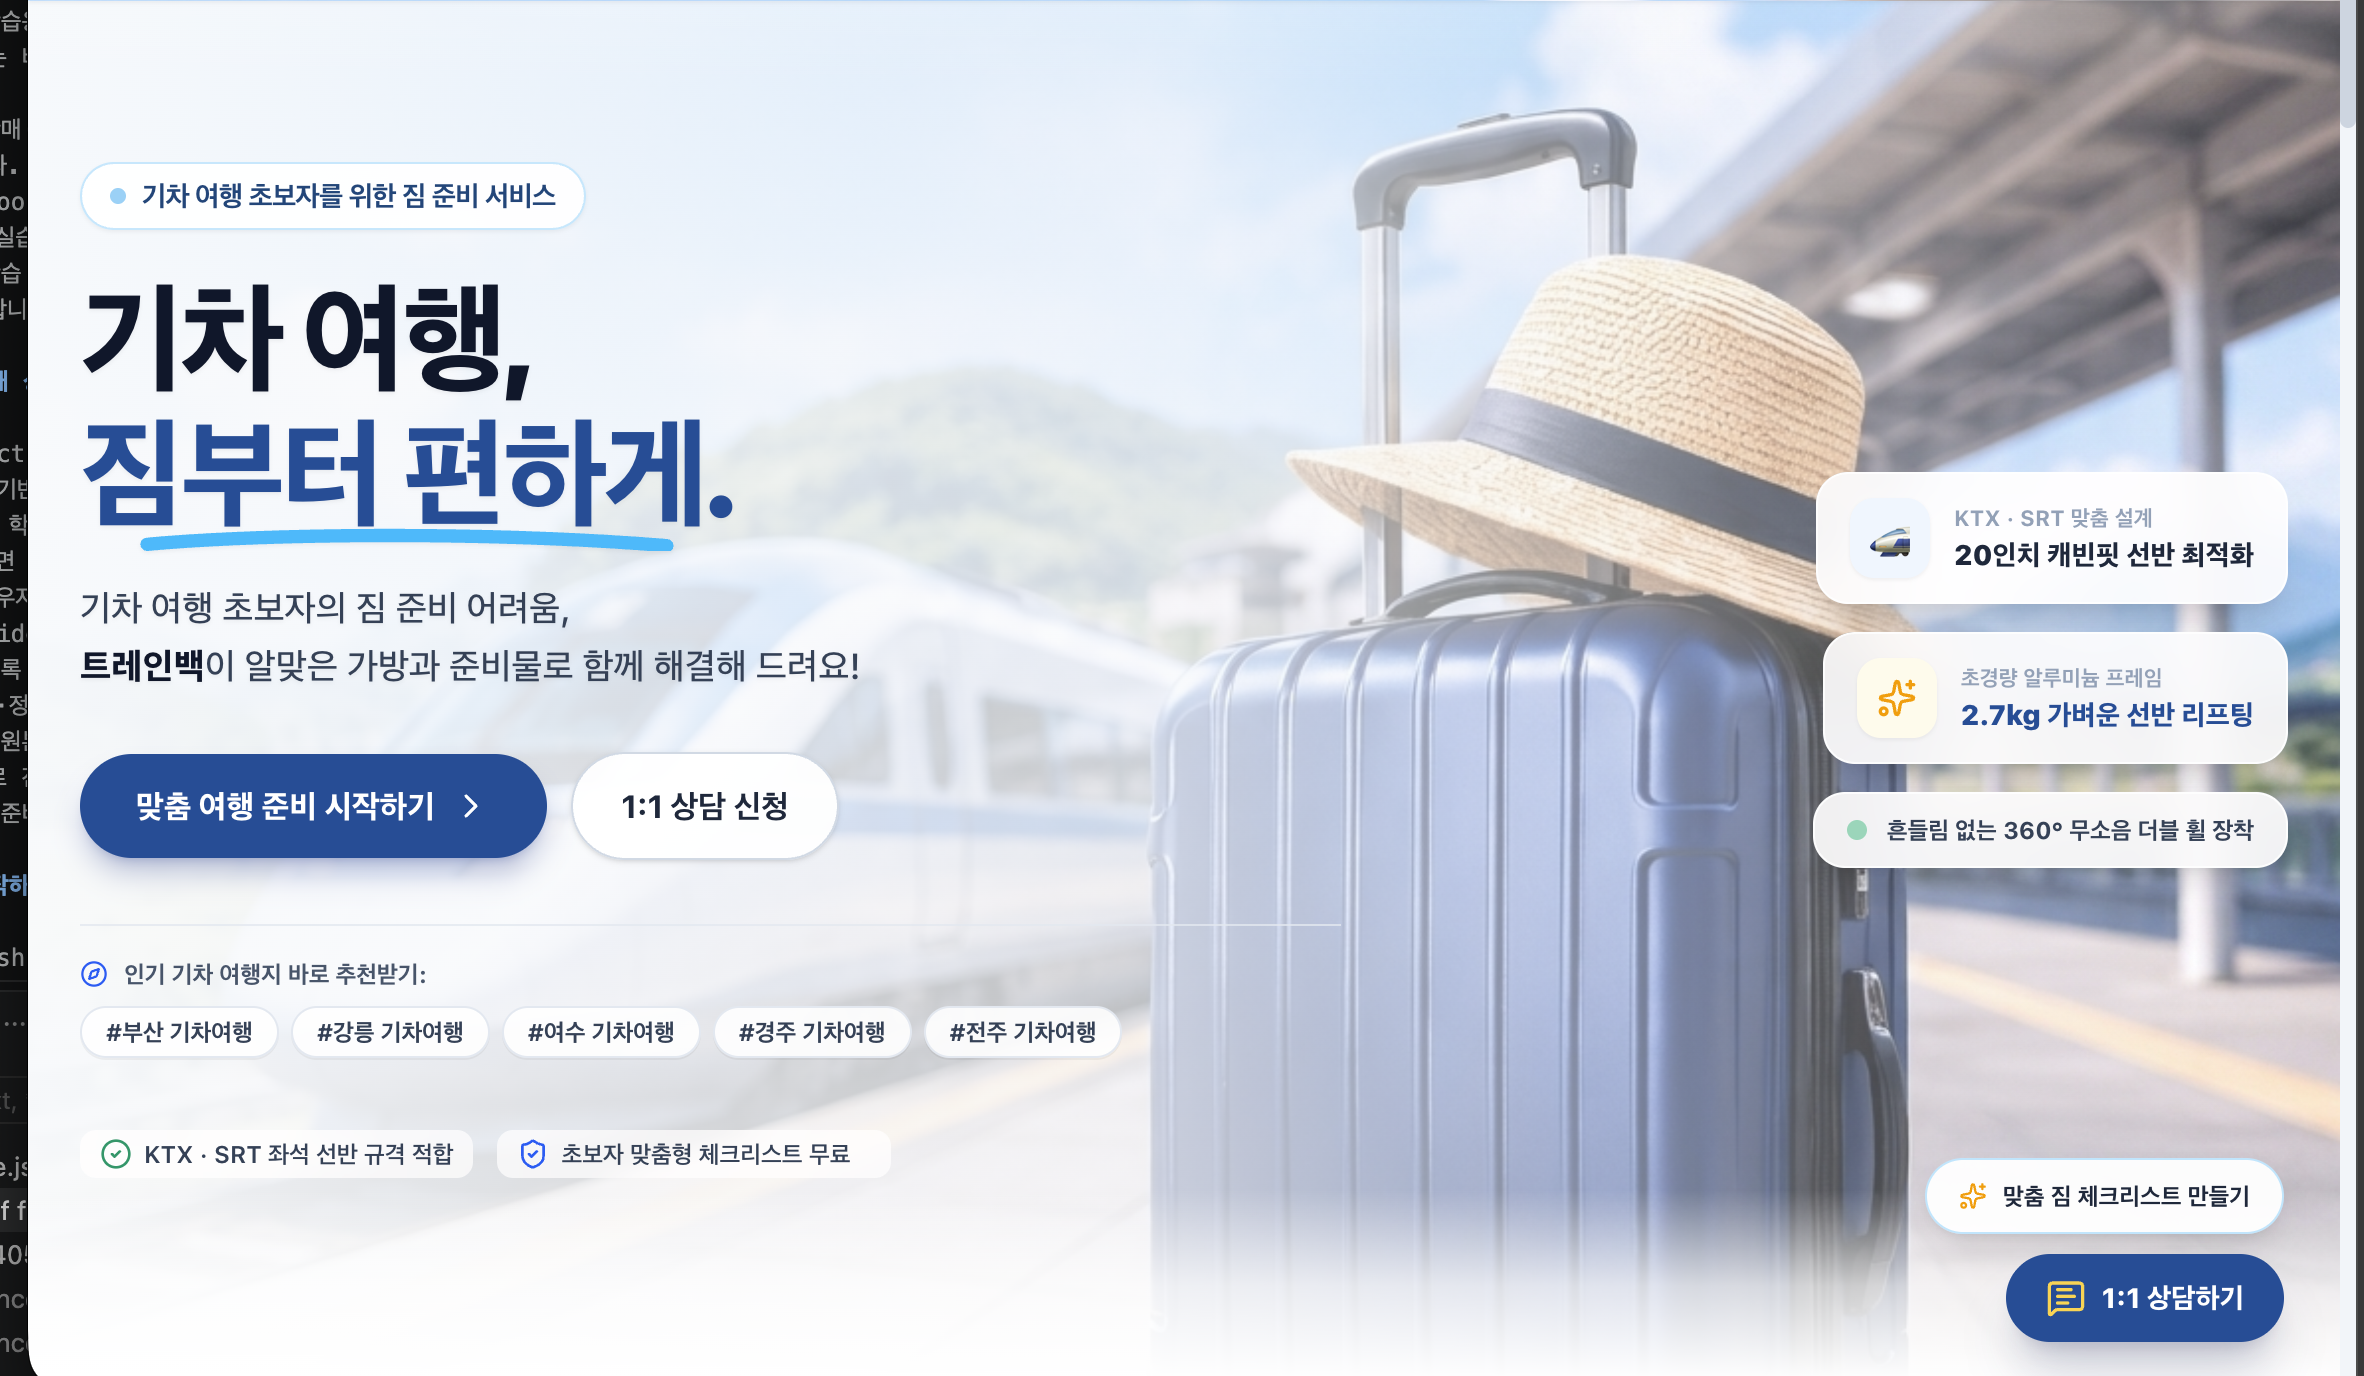 기차 여행 초보자를 위한 짐 준비 서비스
기차 여행,
짐부터 편하게.
기차 여행 초보자의 짐 준비 어려움,
트레인백이 알맞은 가방과 준비물로 함께 해결해 드려요!
맞춤 여행 준비 시작하기
1:1 상담 신청
인기 기차 여행지 바로 추천받기:
#부산 기차여행
#강릉 기차여행
#여수 기차여행
#경주 기차여행
#전주 기차여행
KTX · SRT 좌석 선반 규격 적합
초보자 맞춤형 체크리스트 무료
KTX · SRT 맞춤 설계
20인치 캐빈핏 선반 최적화
초경량 알루미늄 프레임
2.7kg 가벼운 선반 리프팅
흔들림 없는 360° 무소음 더블 휠 장착
맞춤 짐 체크리스트 만들기
1:1 상담하기